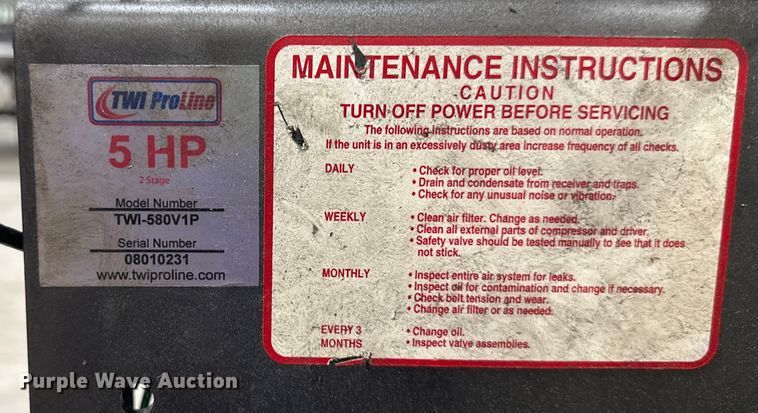 TWI ProLine
5 HP
2-Stage
Model Number
TWI-580V1P
Serial Number
08010231
www.twiproline.com
MAINTENANCE INSTRUCTIONS
CAUTION
TURN OFF POWER BEFORE SERVICING
The following instructions are based on normal operation.
If the unit is in an excessively dusty area increase frequency of all checks.
DAILY
• Check for proper oil level.
• Drain and condensate from receiver and traps.
• Check for any unusual noise or vibration.
WEEKLY
• Clean air filter. Change as needed.
• Clean all external parts of compressor and driver.
• Safety valve should be tested manually to see that it does
not stick.
MONTHLY
• Inspect entire air system for leaks.
• Inspect oil for contamination and change if necessary.
• Check belt tension and wear.
• Change air filter or as needed.
EVERY 3
MONTHS
• Change oil.
• Inspect valve assemblies.
Purple Wave Auction